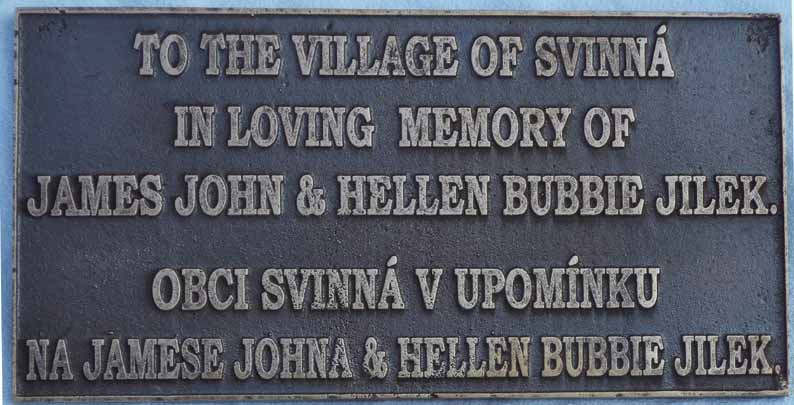 TO THE VILLAGE OF SVINNÁ
IN LOVING MEMORY OF
JAMES JOHN & HELLEN BUBBIE JILEK.
OBCI SVINNÁ V UPOMÍNKU
NA JAMESE JOHNA & HELLEN BUBBIE JILEK.